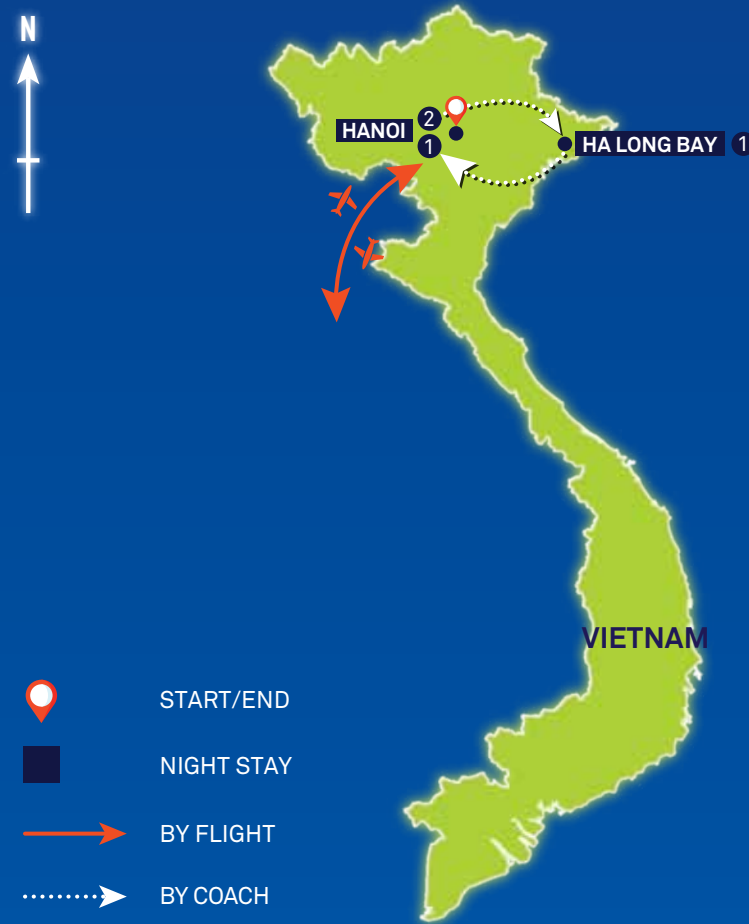 N
HANOI
2
1
HA LONG BAY 1
VIETNAM
START/END
NIGHT STAY
BY FLIGHT
BY COACH